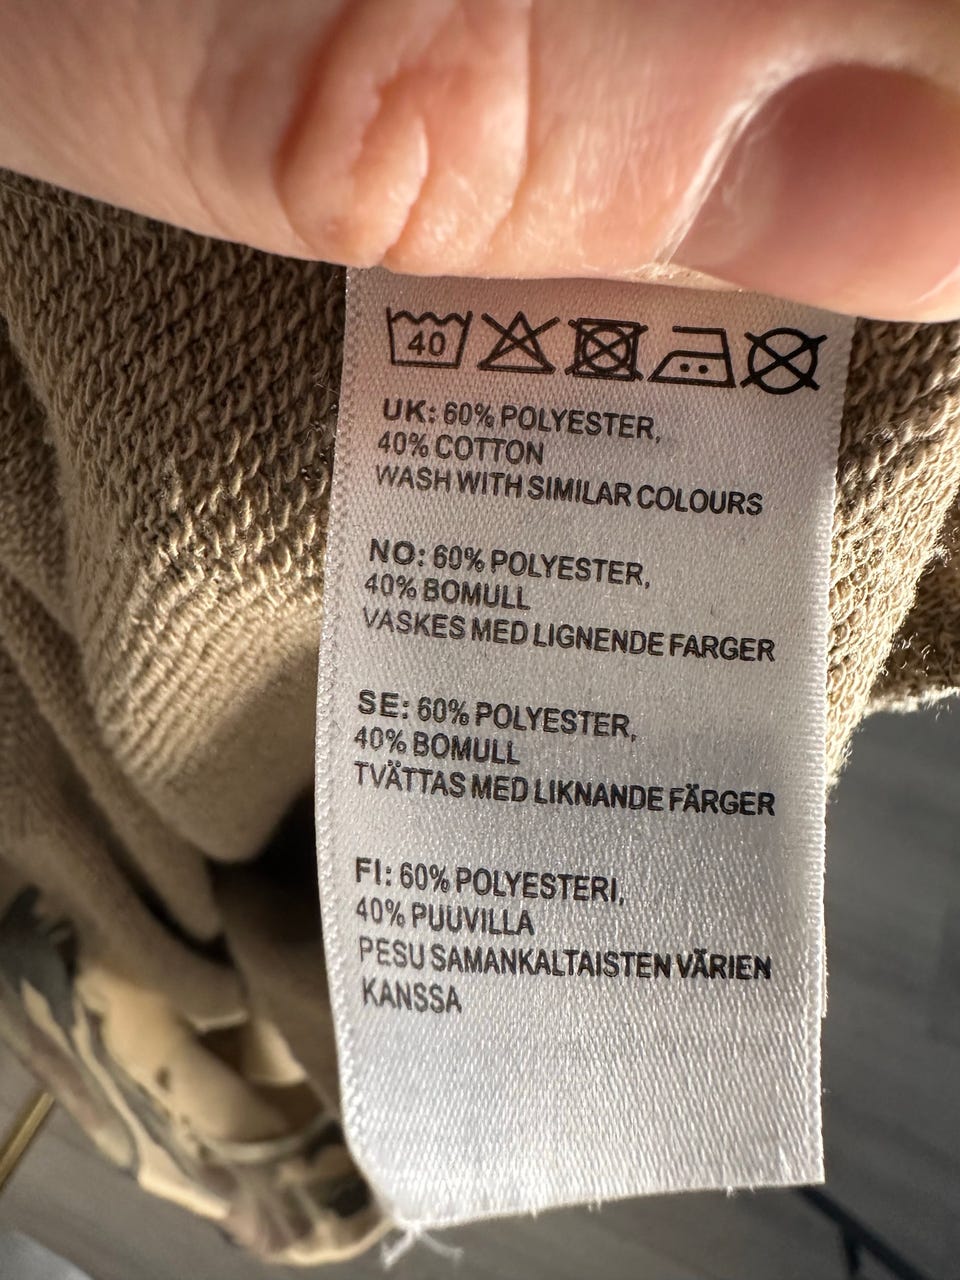 40
UK: 60% POLYESTER,
40% COTTON
WASH WITH SIMILAR COLOURS
NO: 60% POLYESTER,
40% BOMULL
VASKES MED LIGNENDE FARGER
SE: 60% POLYESTER,
40% BOMULL
TVÄTTAS MED LIKNANDE FÄRGER
FI: 60% POLYESTERI,
40% PUUVILLA
PESU SAMANKALTAISTEN VÄRIEN
KANSSA